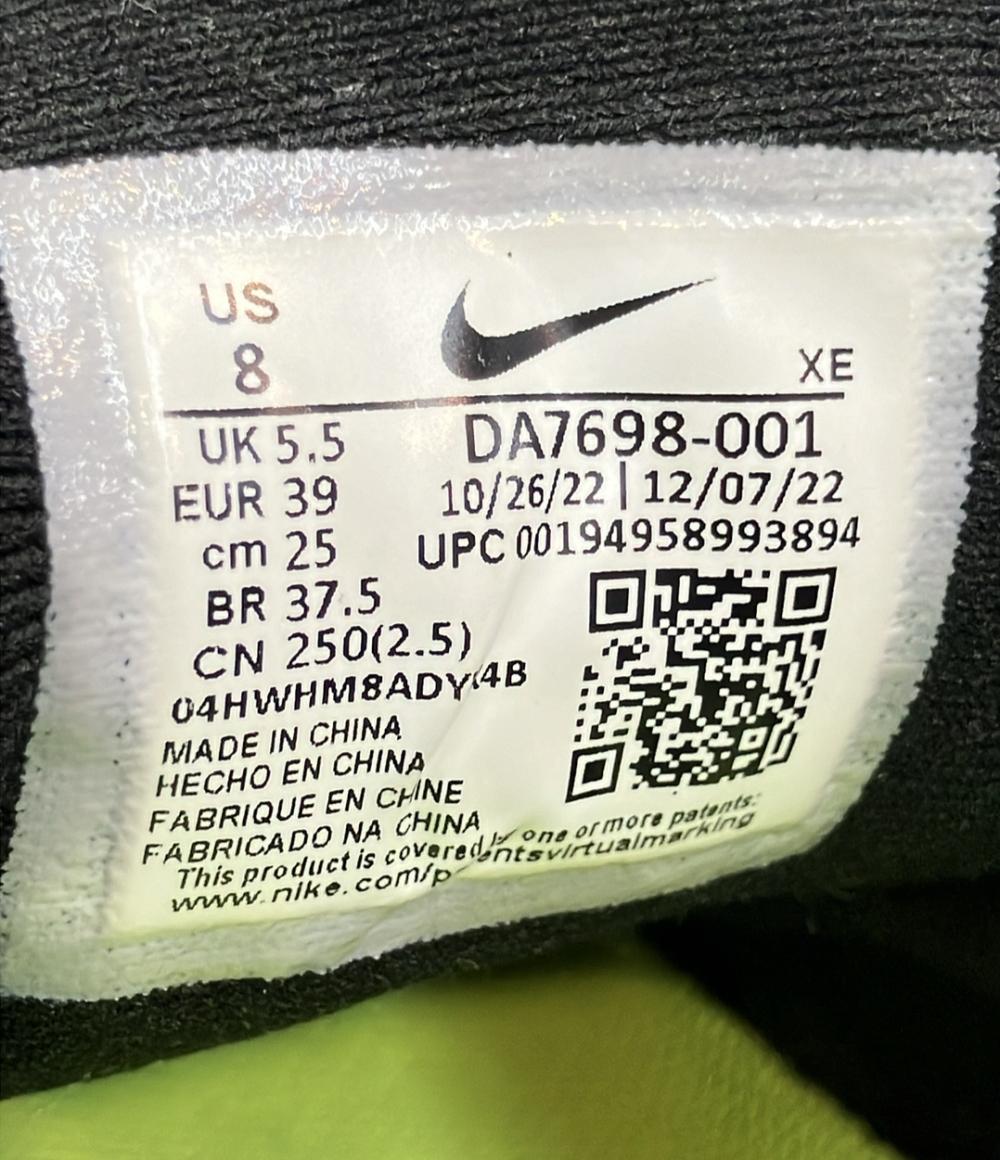 US
8
XE
UK 5.5
DA7698-001
EUR 39
10/26/22 | 12/07/22
cm 25
UPC 00194958993894
BR 37.5
CN 250(2.5)
MADE IN CHINA
HECHO EN CHINA
FABRIQUE EN CHINE
FABRICADO NA CHINA
This product is covered one or more patents:
www.nike.com/